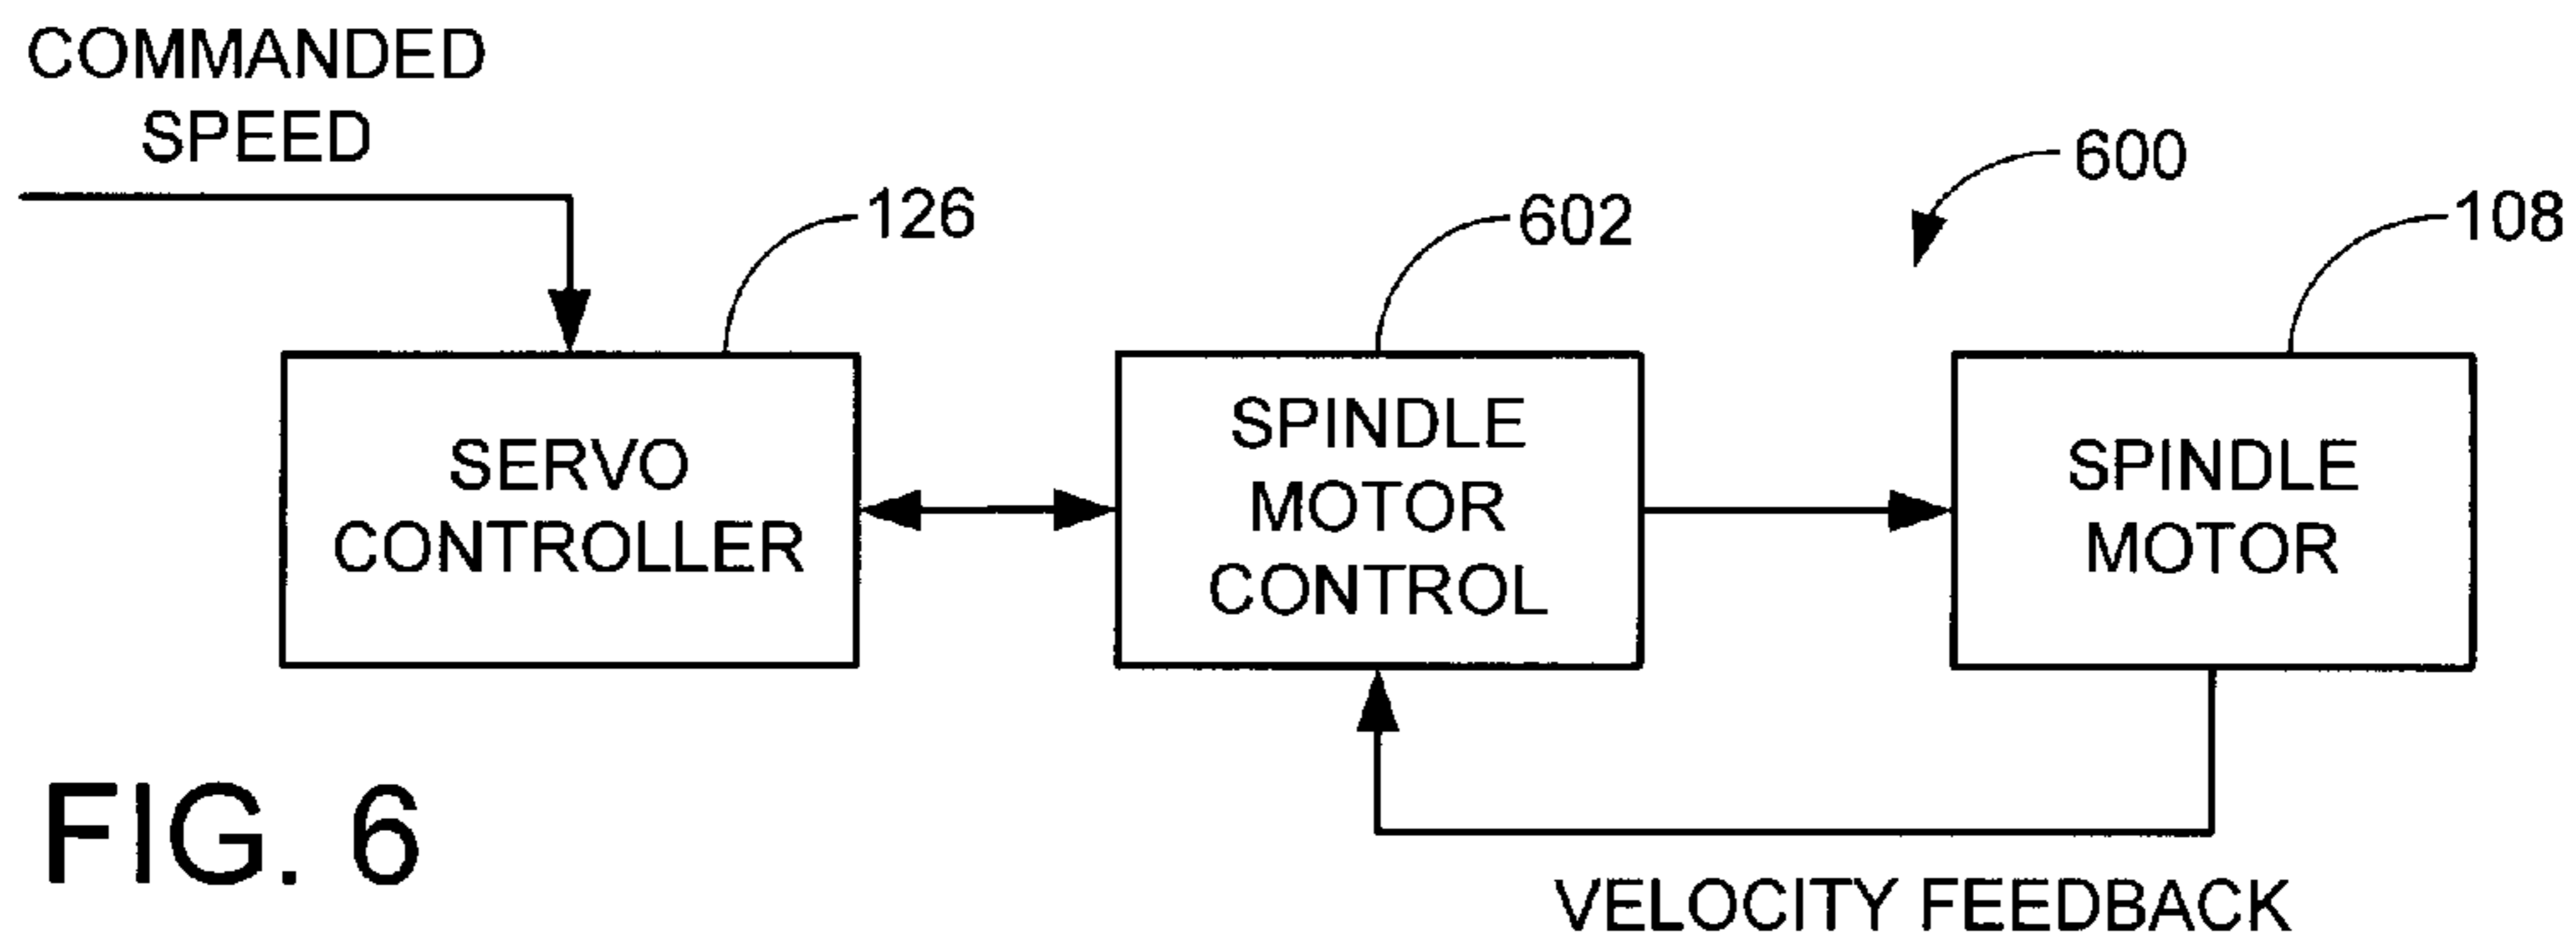 COMMANDED
SPEED
126
602
600
108
SERVO
CONTROLLER
SPINDLE
MOTOR
CONTROL
SPINDLE
MOTOR
VELOCITY FEEDBACK
FIG. 6